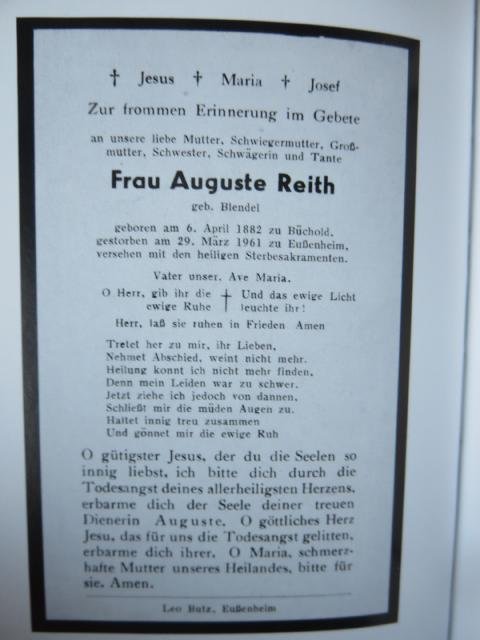 † Jesus † Maria † Josef
Zur frommen Erinnerung im Gebete
an unsere liebe Mutter, Schwiegermutter, Groß-
mutter, Schwester, Schwägerin und Tante
Frau Auguste Reith
geb. Blendel
geboren am 6. April 1882 zu Büchold,
gestorben am 29. März 1961 zu Eußenheim,
versehen mit den heiligen Sterbesakramenten.
Vater unser. Ave Maria.
O Herr, gib ihr die † Und das ewige Licht
ewige Ruhe leuchte ihr!
Herr, laß sie ruhen in Frieden Amen
Tretet her zu mir, ihr Lieben,
Nehmet Abschied, weint nicht mehr.
Heilung konnt ich nicht mehr finden,
Denn mein Leiden war zu schwer.
Jetzt ziehe ich jedoch von dannen,
Schließt mir die müden Augen zu.
Haltet innig treu zusammen
Und gönnet mir die ewige Ruh
O gütigster Jesus, der du die Seelen so
innig liebst, ich bitte dich durch die
Todesangst deines allerheiligsten Herzens,
erbarme dich der Seele deiner treuen
Dienerin Auguste. O göttliches Herz
Jesu, das für uns die Todesangst gelitten,
erbarme dich ihrer. O Maria, schmerz-
hafte Mutter unseres Heilandes, bitte für
sie. Amen.
Leo Butz, Eußenheim